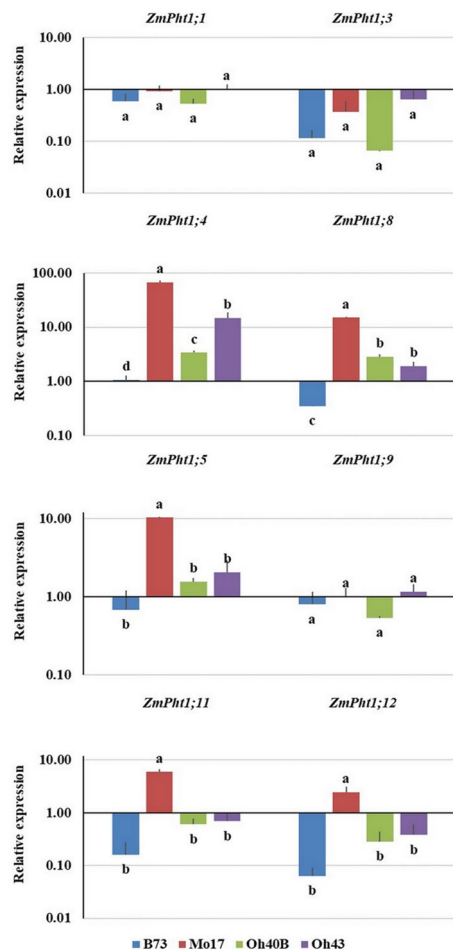 ZmPht1;1 ZmPht1;3
Relative expression
10.00
1.00
0.10
0.01
a a a a a a a a
ZmPht1;4 ZmPht1;8
Relative expression
100.00
10.00
1.00
0.10
d a c b c a b b
ZmPht1;5 ZmPht1;9
Relative expression
10.00
1.00
0.10
b a b b a a a a
ZmPht1;11 ZmPht1;12
Relative expression
10.00
1.00
0.10
0.01
b a b b b a b b
B73 Mo17 Oh40B Oh43